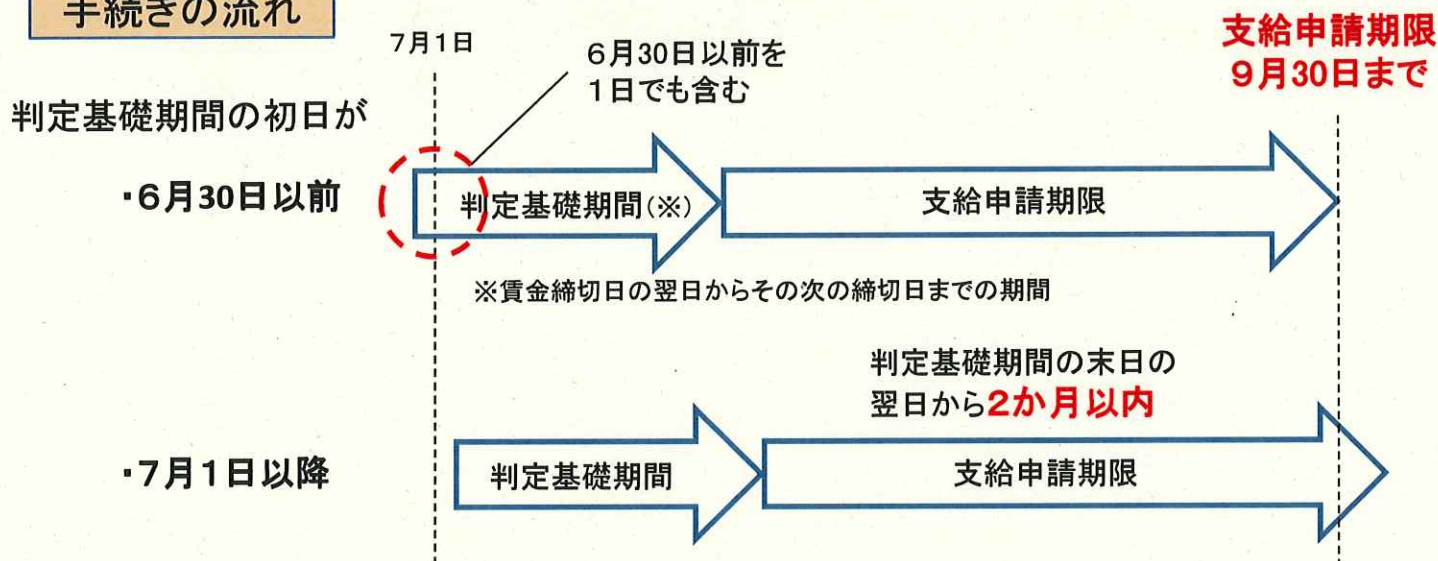 手続きの流れ
7月1日
6月30日以前を
1日でも含む
支給申請期限
9月30日まで
判定基礎期間の初日が
・6月30日以前
判定基礎期間(※)
支給申請期限
※賃金締切日の翌日からその次の締切日までの期間
判定基礎期間の末日の
翌日から2か月以内
・7月1日以降
判定基礎期間
支給申請期限